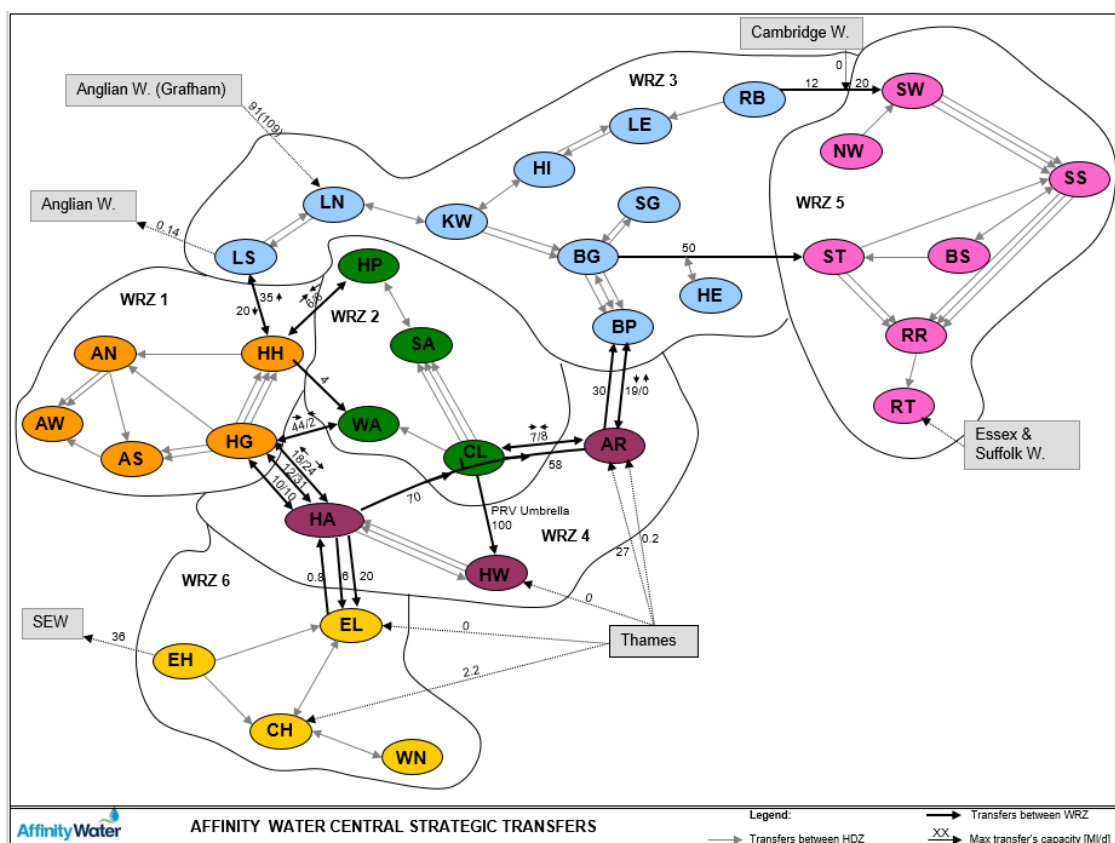 Cambridge W.
0
Anglian W. (Grafham)
91(109)
WRZ 3
RB
12
20
SW
LE
NW
HI
SS
Anglian W.
0.14
LN
KW
SG
WRZ 5
LS
BG
50
ST
BS
HE
HP
35
20
6/8
WRZ 1
WRZ 2
BP
AN
HH
SA
RR
30
19/0
4
RT
AW
WA
44/2
7/8
AR
Essex &
Suffolk W.
HG
AS
CL
58
18/24
12/31
10/10
70
HA
PRV Umbrella
100
WRZ 4
27
0.2
HW
WRZ 6
0.8
6
20
0
SEW
36
EL
0
Thames
EH
2.2
CH
WN
AffinityWater
AFFINITY WATER CENTRAL STRATEGIC TRANSFERS
Legend:
Transfers between WRZ
Transfers between HDZ
XX
Max transfer's capacity [Ml/d]